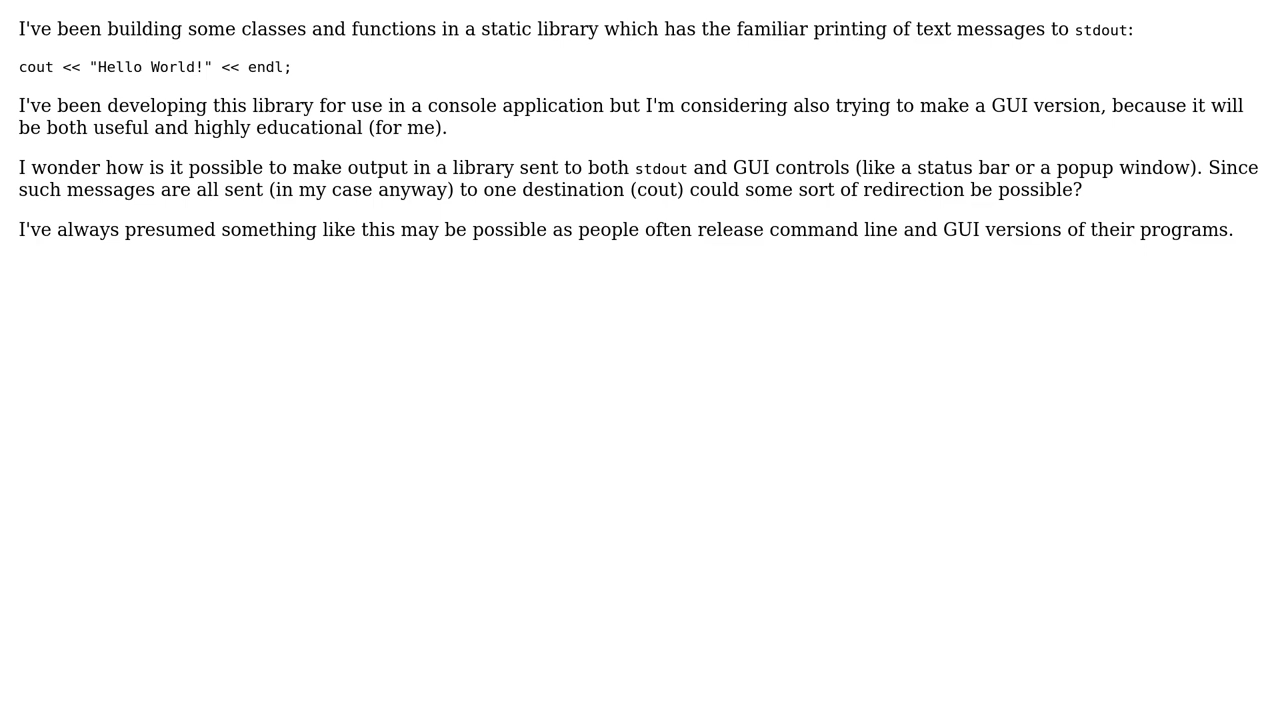 I've been building some classes and functions in a static library which has the familiar printing of text messages to stdout:
cout << "Hello World!" << endl;
I've been developing this library for use in a console application but I'm considering also trying to make a GUI version, because it will
be both useful and highly educational (for me).
I wonder how is it possible to make output in a library sent to both stdout and GUI controls (like a status bar or a popup window). Since
such messages are all sent (in my case anyway) to one destination (cout) could some sort of redirection be possible?
I've always presumed something like this may be possible as people often release command line and GUI versions of their programs.